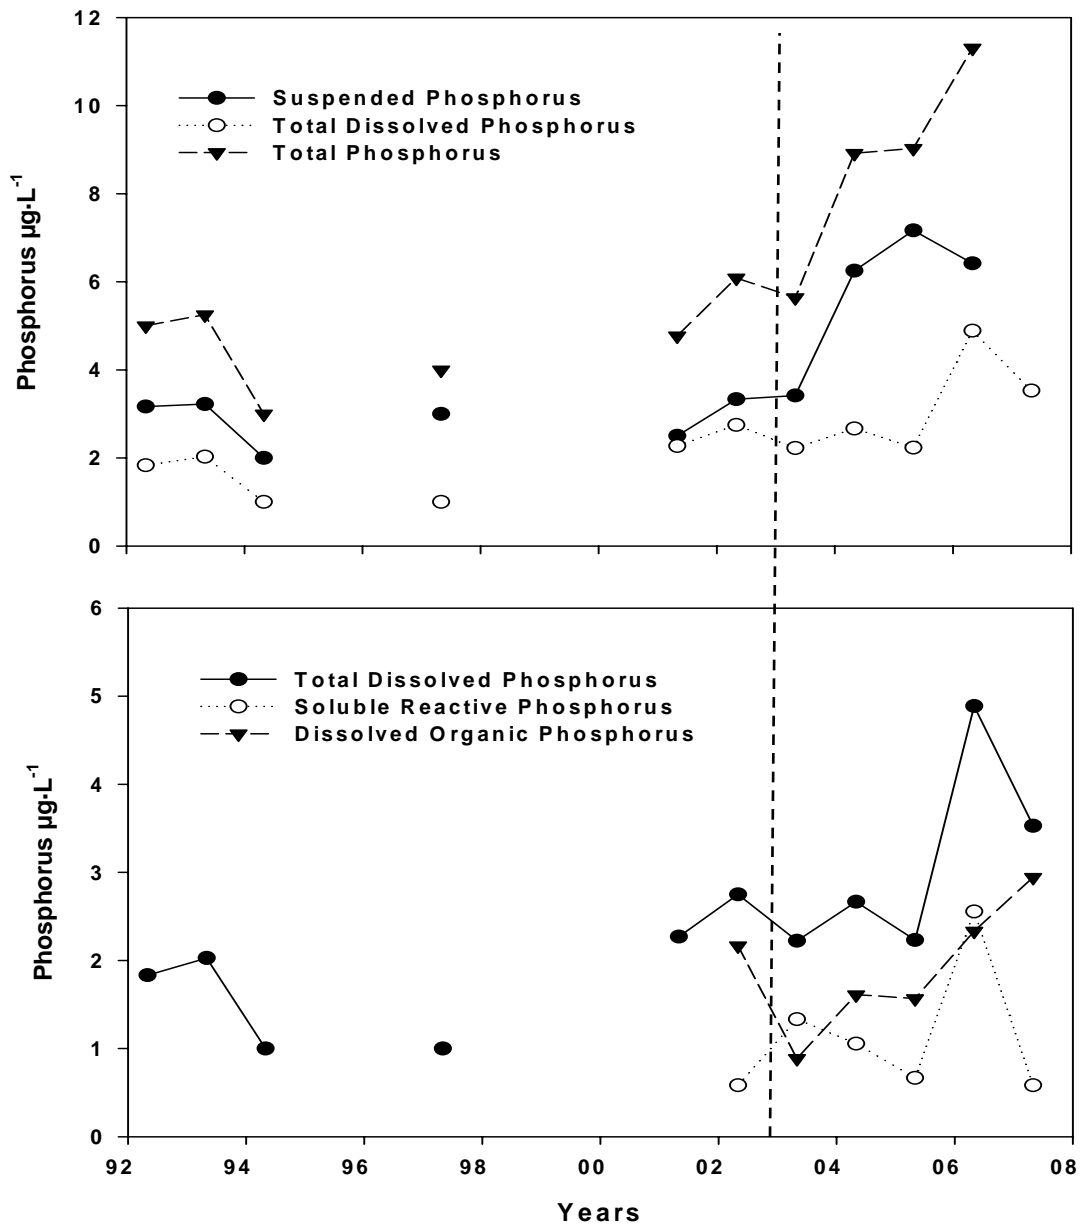 12
10
8
6
4
2
0
Phosphorus µg·L⁻¹
Suspended Phosphorus
Total Dissolved Phosphorus
Total Phosphorus
6
5
4
3
2
1
0
Phosphorus µg·L⁻¹
Total Dissolved Phosphorus
Soluble Reactive Phosphorus
Dissolved Organic Phosphorus
92 94 96 98 00 02 04 06 08
Years